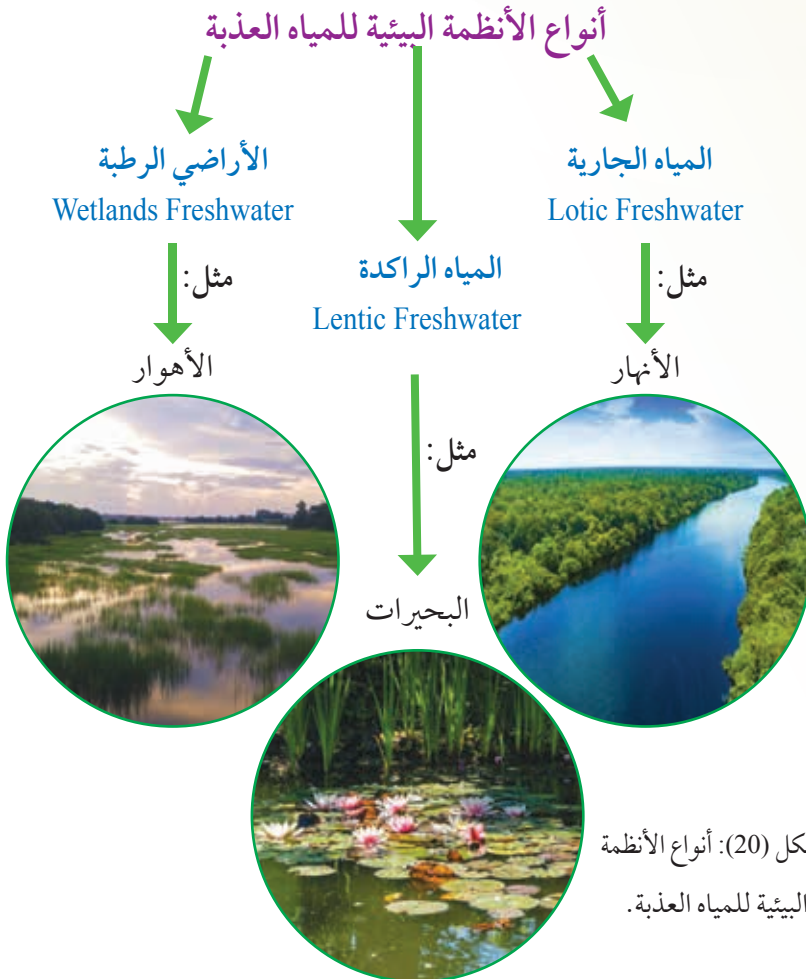 أنواع الأنظمة البيئية للمياه العذبة
المياه الجارية
Lotic Freshwater
مثل:
الأنهار
المياه الراكدة
Lentic Freshwater
مثل:
البحيرات
الأراضي الرطبة
Wetlands Freshwater
مثل:
الأهوار
كل (20): أنواع الأنظمة
البيئية للمياه العذبة.